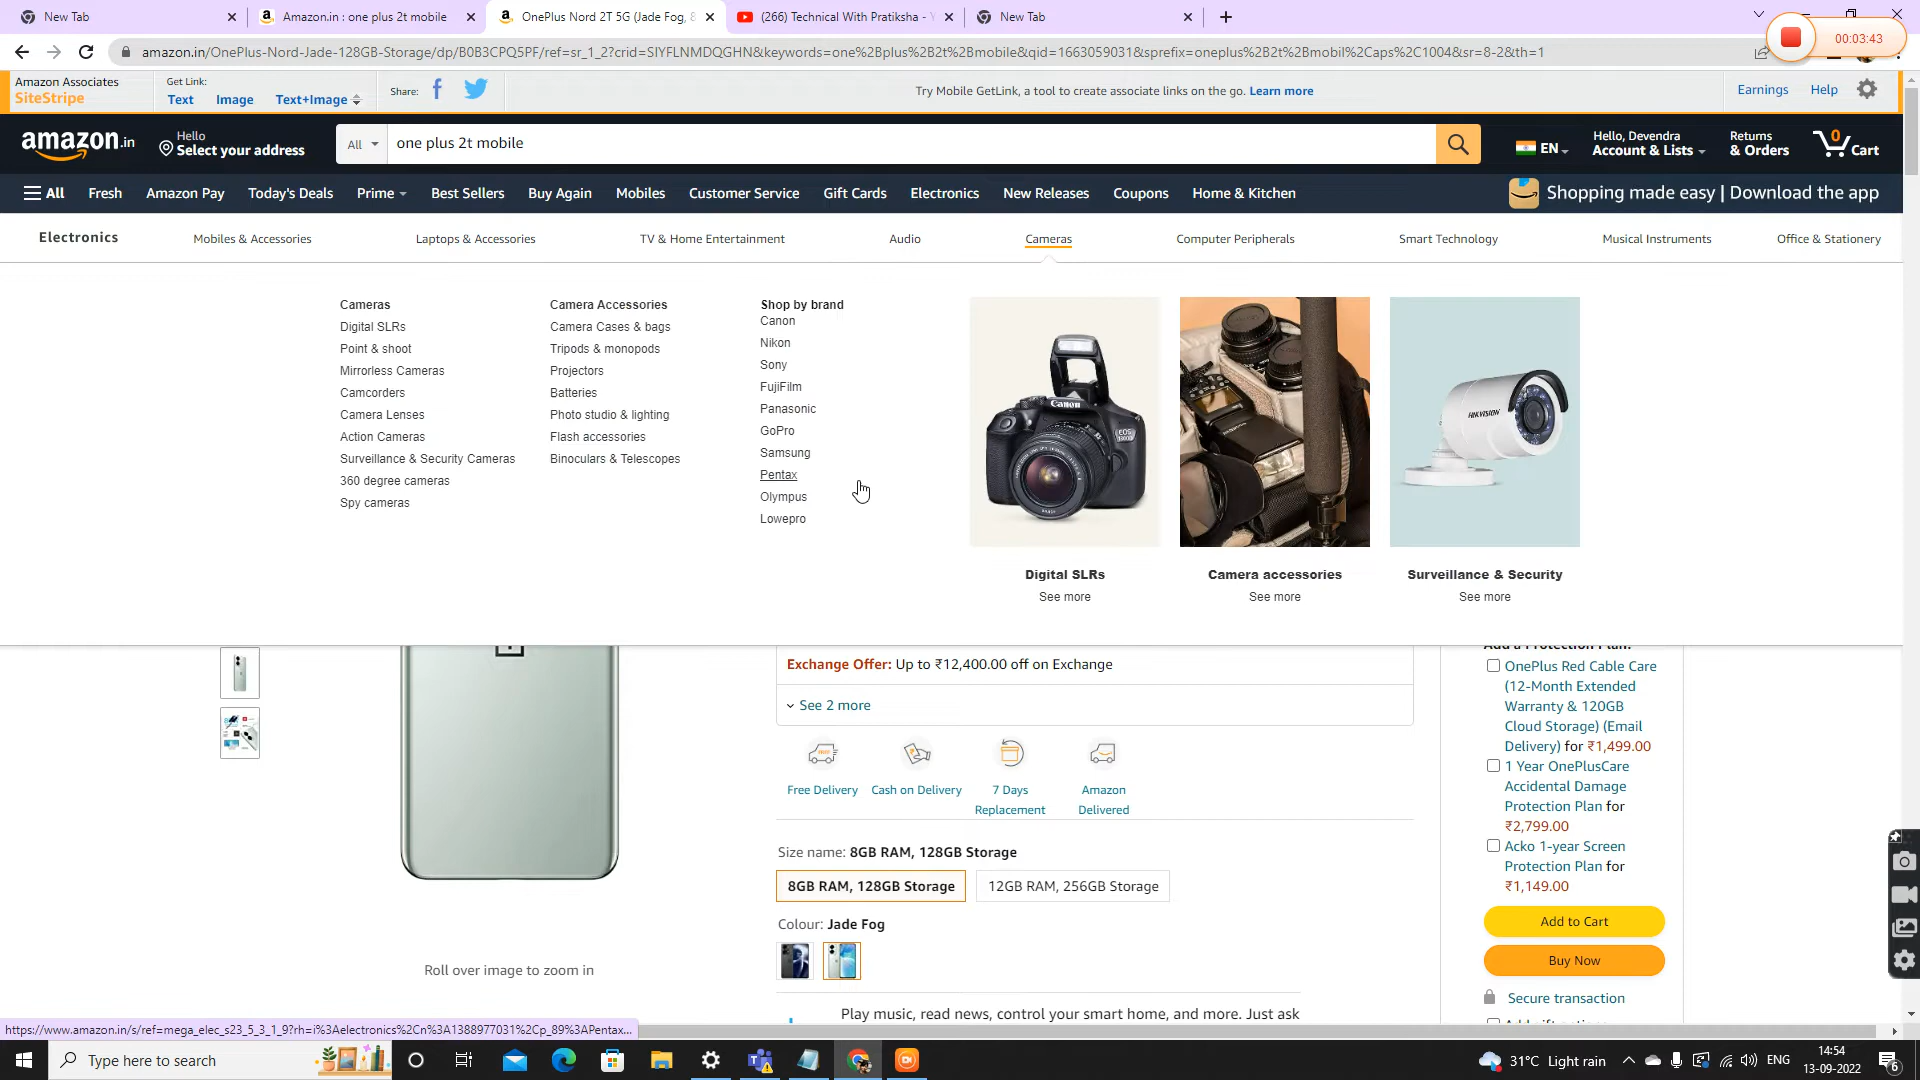 New Tab
Amazon.in : one plus 2t mobile
OnePlus Nord 2T 5G (Jade Fog, 8
(266) Technical With Pratiksha - Y
New Tab
amazon.in/OnePlus-Nord-Jade-128GB-Storage/dp/B0B3CPQ5PF/ref=sr_1_2?crid=SIYFLNMDQGHN&keywords=one%2Bplus%2B2t%2Bmobile&qid=1663059031&sprefix=oneplus%2B2t%2Bmobil%2Caps%2C1004&sr=8-2&th=1
00:03:43
Amazon Associates
SiteStripe
Get Link:
Text Image Text+Image
Share:
Try Mobile GetLink, a tool to create associate links on the go. Learn more
Earnings Help
amazon.in
Hello
Select your address
All
one plus 2t mobile
EN
Hello, Devendra
Account & Lists
Returns
& Orders
0
Cart
All Fresh Amazon Pay Today's Deals Prime Best Sellers Buy Again Mobiles Customer Service Gift Cards Electronics New Releases Coupons Home & Kitchen
Shopping made easy | Download the app
Electronics Mobiles & Accessories Laptops & Accessories TV & Home Entertainment Audio Cameras Computer Peripherals Smart Technology Musical Instruments Office & Stationery
Cameras
Digital SLRs
Point & shoot
Mirrorless Cameras
Camcorders
Camera Lenses
Action Cameras
Surveillance & Security Cameras
360 degree cameras
Spy cameras
Camera Accessories
Camera Cases & bags
Tripods & monopods
Projectors
Batteries
Photo studio & lighting
Flash accessories
Binoculars & Telescopes
Shop by brand
Canon
Nikon
Sony
FujiFilm
Panasonic
GoPro
Samsung
Pentax
Olympus
Lowepro
Canon
EOS
HIKVISION
Digital SLRs
See more
Camera accessories
See more
Surveillance & Security
See more
Exchange Offer: Up to ₹12,400.00 off on Exchange
See 2 more
Free Delivery
Cash on Delivery
7 Days
Replacement
Amazon
Delivered
Size name: 8GB RAM, 128GB Storage
8GB RAM, 128GB Storage
12GB RAM, 256GB Storage
Colour: Jade Fog
Play music, read news, control your smart home, and more. Just ask
Roll over image to zoom in
Add a Protection Plan:
OnePlus Red Cable Care
(12-Month Extended
Warranty & 120GB
Cloud Storage) (Email
Delivery) for ₹1,499.00
1 Year OnePlusCare
Accidental Damage
Protection Plan for
₹2,799.00
Acko 1-year Screen
Protection Plan for
₹1,149.00
Add to Cart
Buy Now
Secure transaction
https://www.amazon.in/s/ref=mega_elec_s23_5_3_1_9?rh=i%3Aelectronics%2Cn%3A1388977031%2Cp_89%3APentax...
Type here to search
31°C Light rain
ENG
14:54
13-09-2022
6